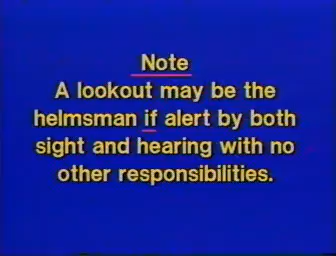 Note
A lookout may be the
helmsman if alert by both
sight and hearing with no
other responsibilities.